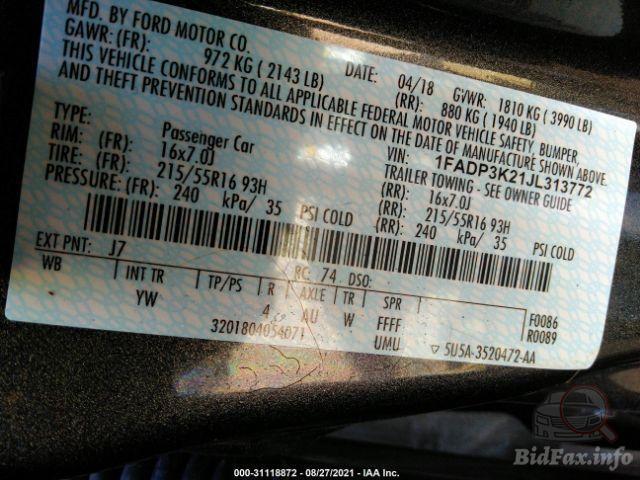 MFD. BY FORD MOTOR CO.
DATE: 04/18 GVWR: 1810 KG ( 3990 LB)
GAWR: (FR): 972 KG ( 2143 LB) (RR): 880 KG ( 1940 LB)
THIS VEHICLE CONFORMS TO ALL APPLICABLE FEDERAL MOTOR VEHICLE SAFETY, BUMPER,
AND THEFT PREVENTION STANDARDS IN EFFECT ON THE DATE OF MANUFACTURE SHOWN ABOVE.
VIN: 1FADP3K21JL313772
TYPE: Passenger Car TRAILER TOWING - SEE OWNER GUIDE
RIM: (FR): 16x7.0J (RR): 16x7.0J
TIRE: (FR): 215/55R16 93H (RR): 215/55R16 93H
PRESSURE: (FR): 240 kPa/ 35 PSI COLD (RR): 240 kPa/ 35 PSI COLD
EXT PNT: J7 RC: 74 DSO:
WB INT TR TP/PS R AXLE TR SPR
YW 4 AU W FFFF F0086
UMU R0089
3201804054071 5U5A-3520472-AA
000-31118872 - 08/27/2021 - IAA Inc.
BidFax.info